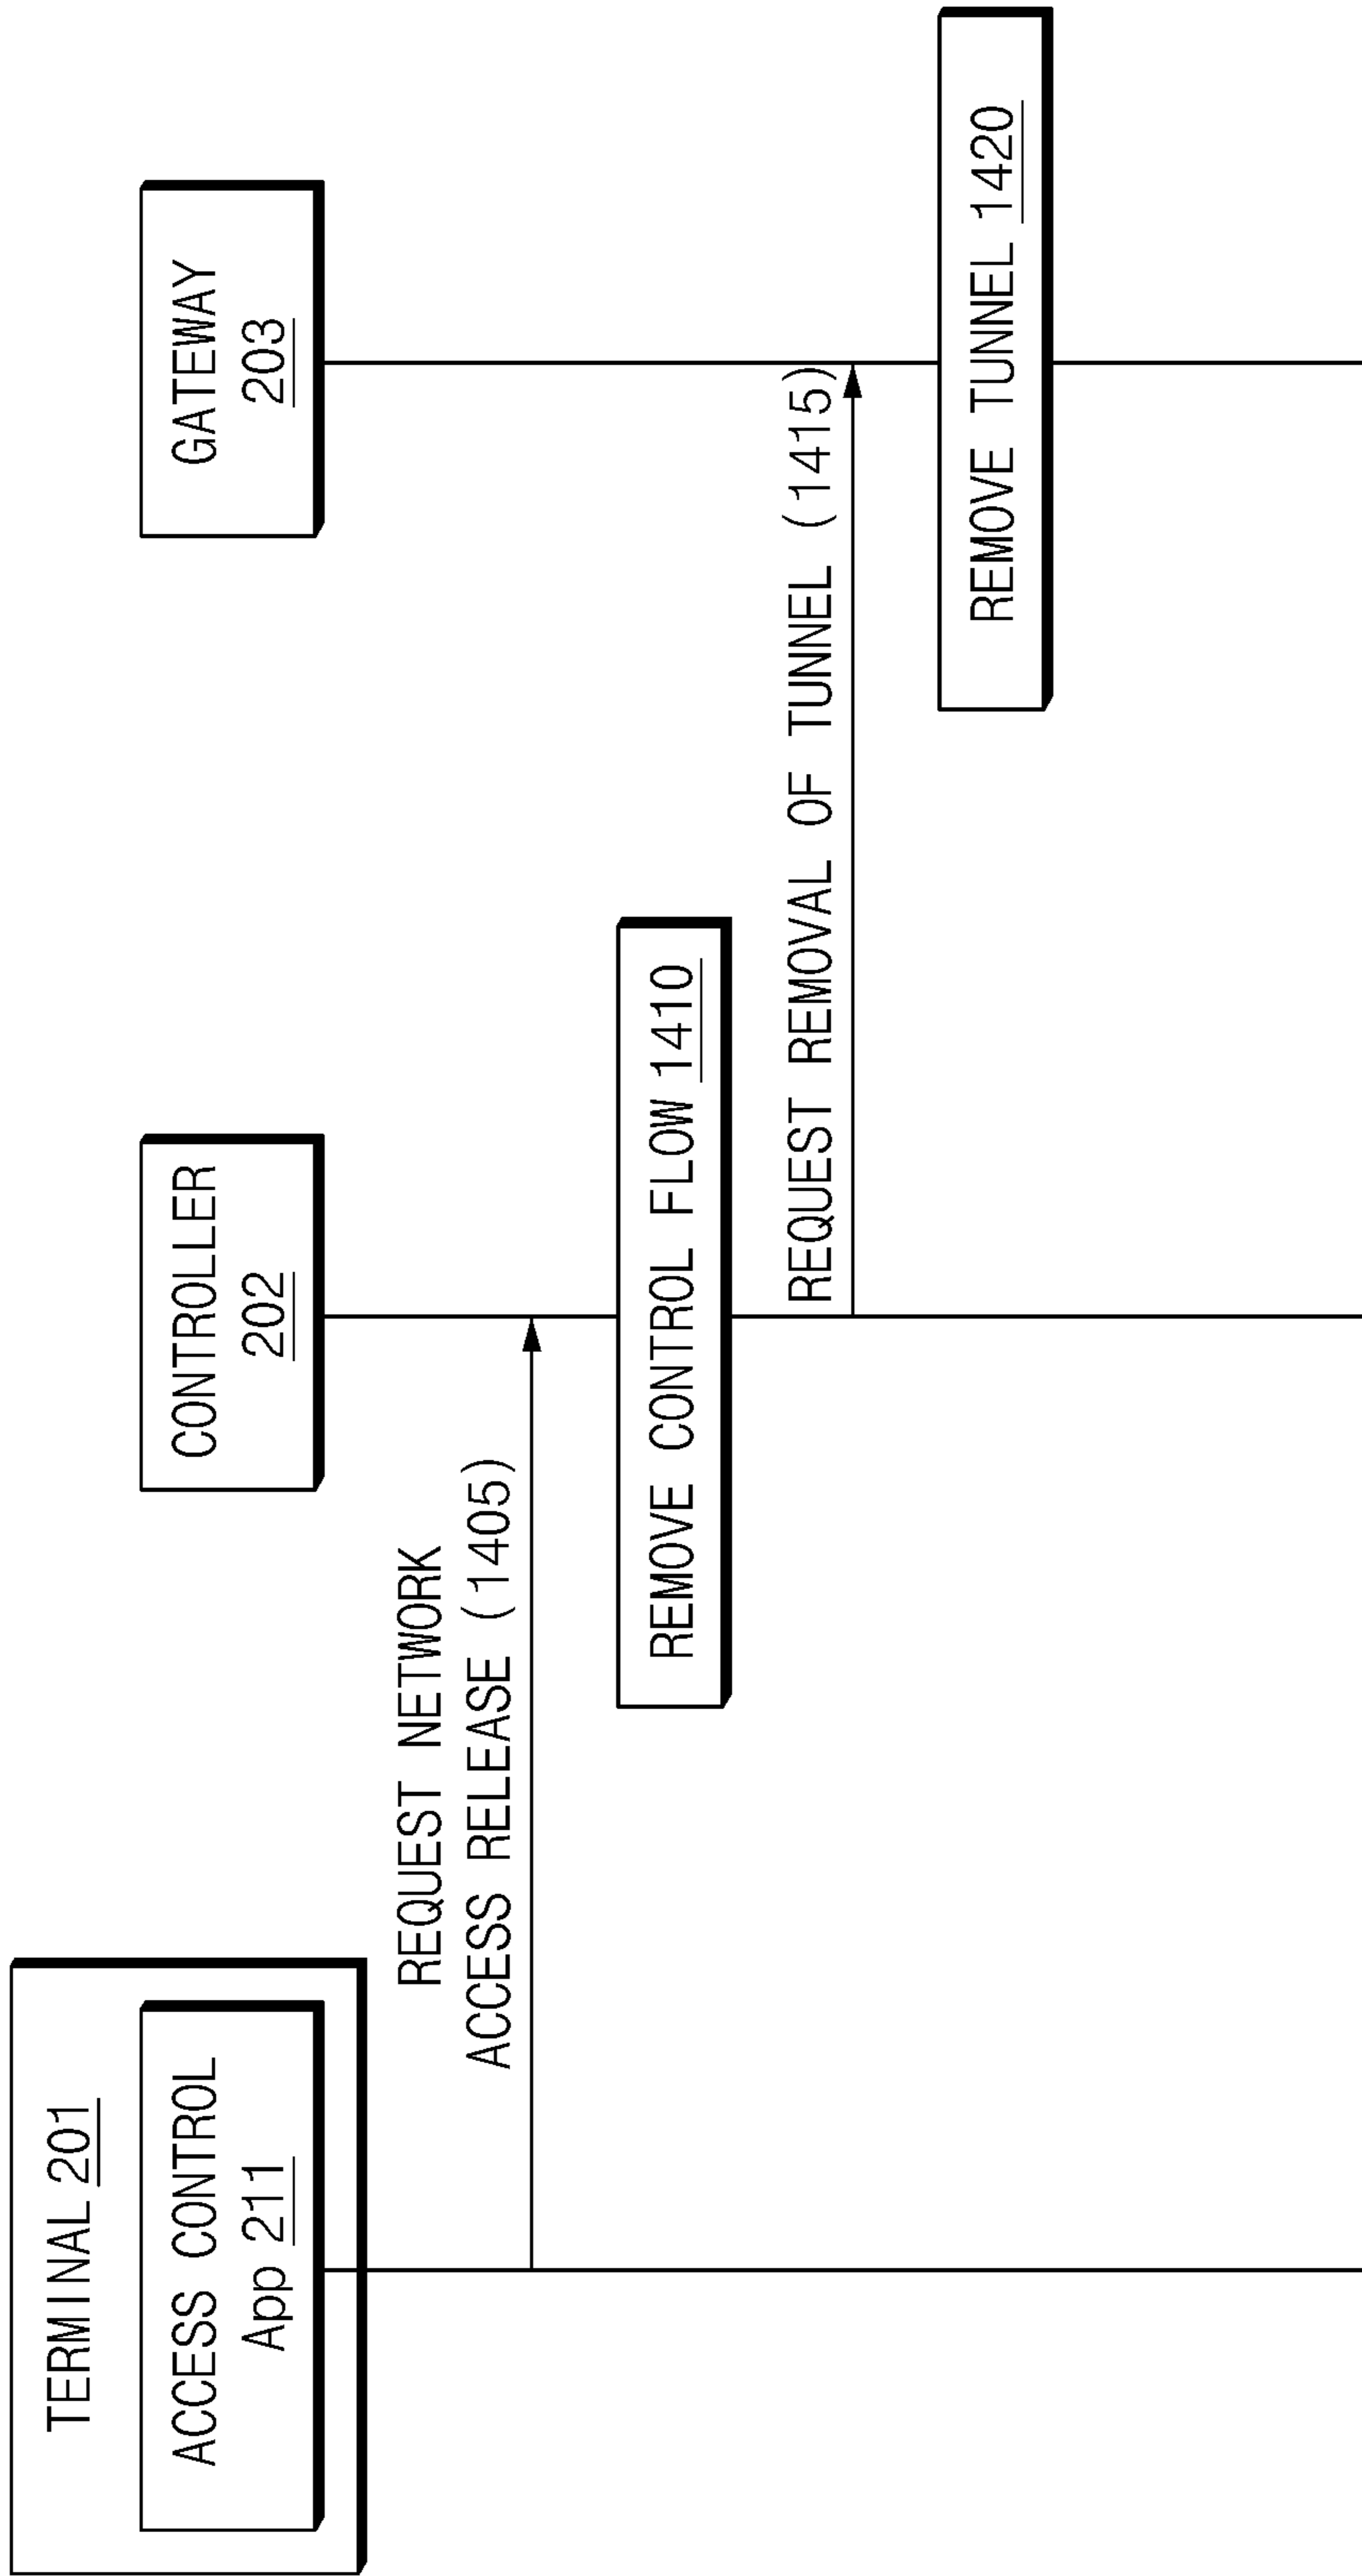 TERMINAL 201
ACCESS CONTROL
App 211
CONTROLLER
202
GATEWAY
203
REQUEST NETWORK
ACCESS RELEASE (1405)
REMOVE CONTROL FLOW 1410
REQUEST REMOVAL OF TUNNEL (1415)
REMOVE TUNNEL 1420